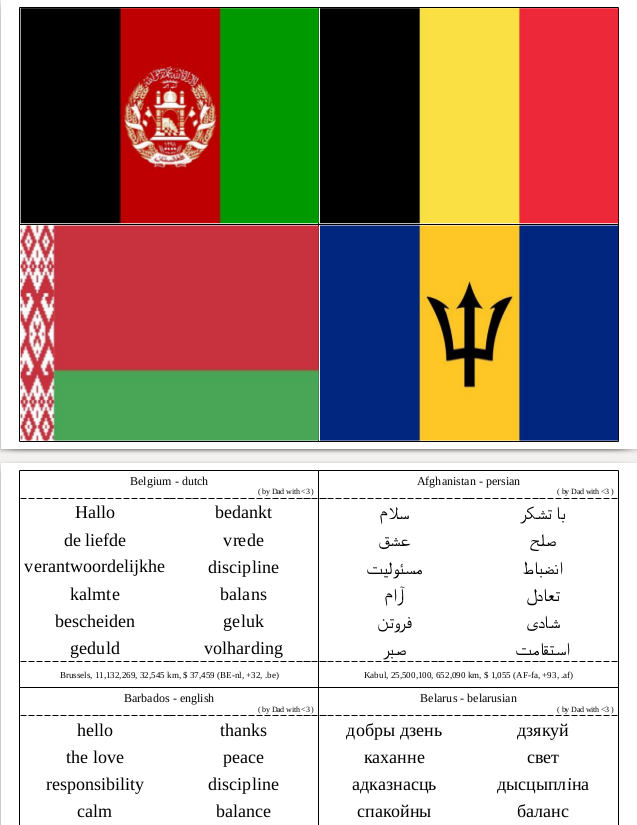 Belgium - dutch
( by Dad with <3 )
Hallo bedankt
de liefde vrede
verantwoordelijkhe discipline
kalmte balans
bescheiden geluk
geduld volharding
Brussels, 11,132,269, 32,545 km, $ 37,459 (BE-nl, +32, .be)
Afghanistan - persian
( by Dad with <3 )
سلام با تشکر
عشق صلح
مسئولیت انضباط
آرام تعادل
فروتن شادی
صبر استقامت
Kabul, 25,500,100, 652,090 km, $ 1,055 (AF-fa, +93, .af)
Barbados - english
( by Dad with <3 )
hello thanks
the love peace
responsibility discipline
calm balance
Belarus - belarusian
( by Dad with <3 )
добры дзень дзякуй
каханне свет
адказнасць дысцыпліна
спакойны баланс